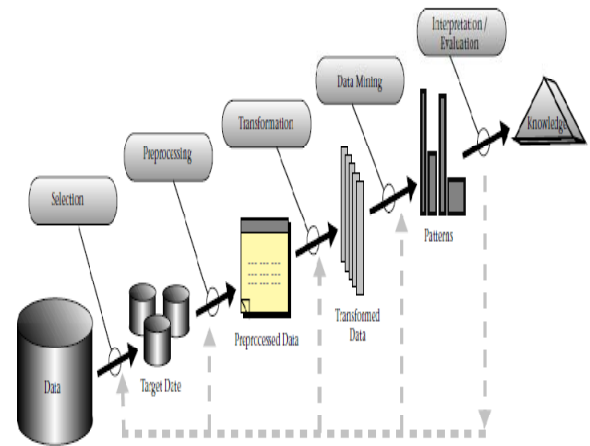 Interpretation /
Evaluation
Data Mining
Knowledge
Transformation
Preprocessing
Patterns
Selection
Transformed
Data
Preprocessed Data
Target Date
Data